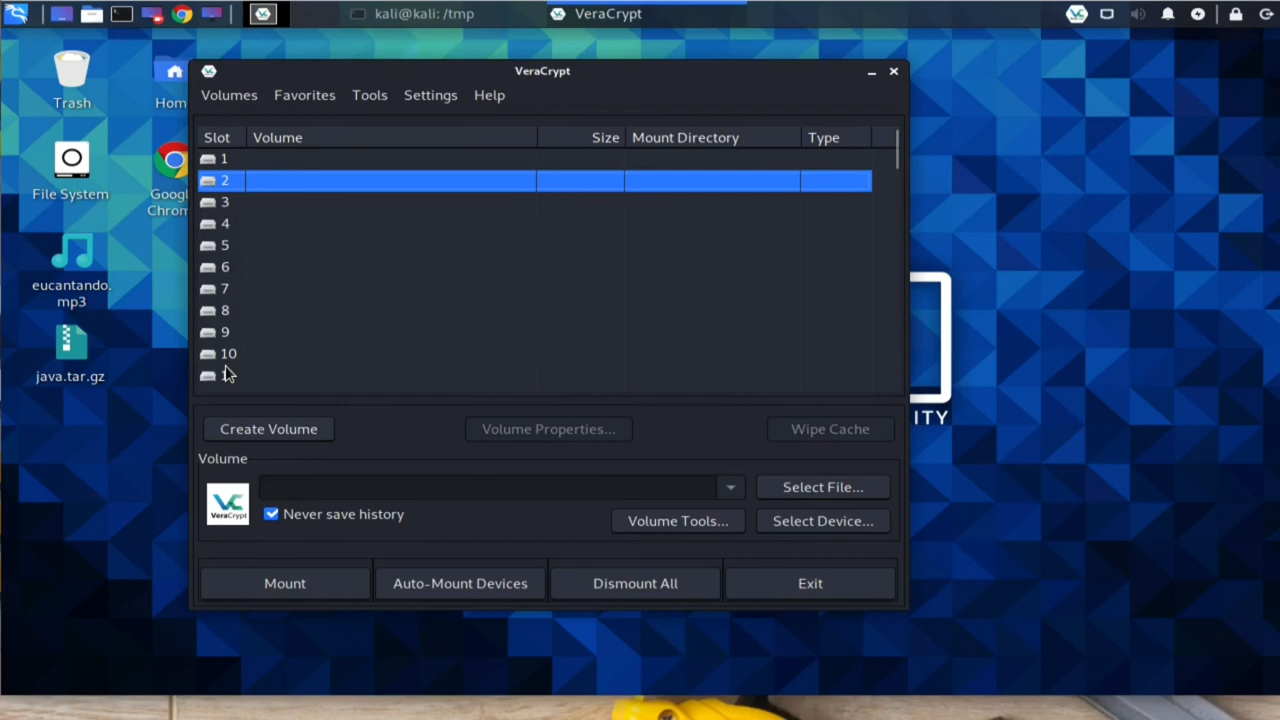 kali@kali: /tmp
VeraCrypt
VeraCrypt
Volumes Favorites Tools Settings Help
Slot Volume Size Mount Directory Type
1
2
3
4
5
6
7
8
9
10
Trash
Hom
File System
Googl
Chrom
eucantando.
mp3
java.tar.gz
ITY
Create Volume Volume Properties... Wipe Cache
Volume
VC
VeraCrypt
Select File...
Never save history
Volume Tools... Select Device...
Mount Auto-Mount Devices Dismount All Exit